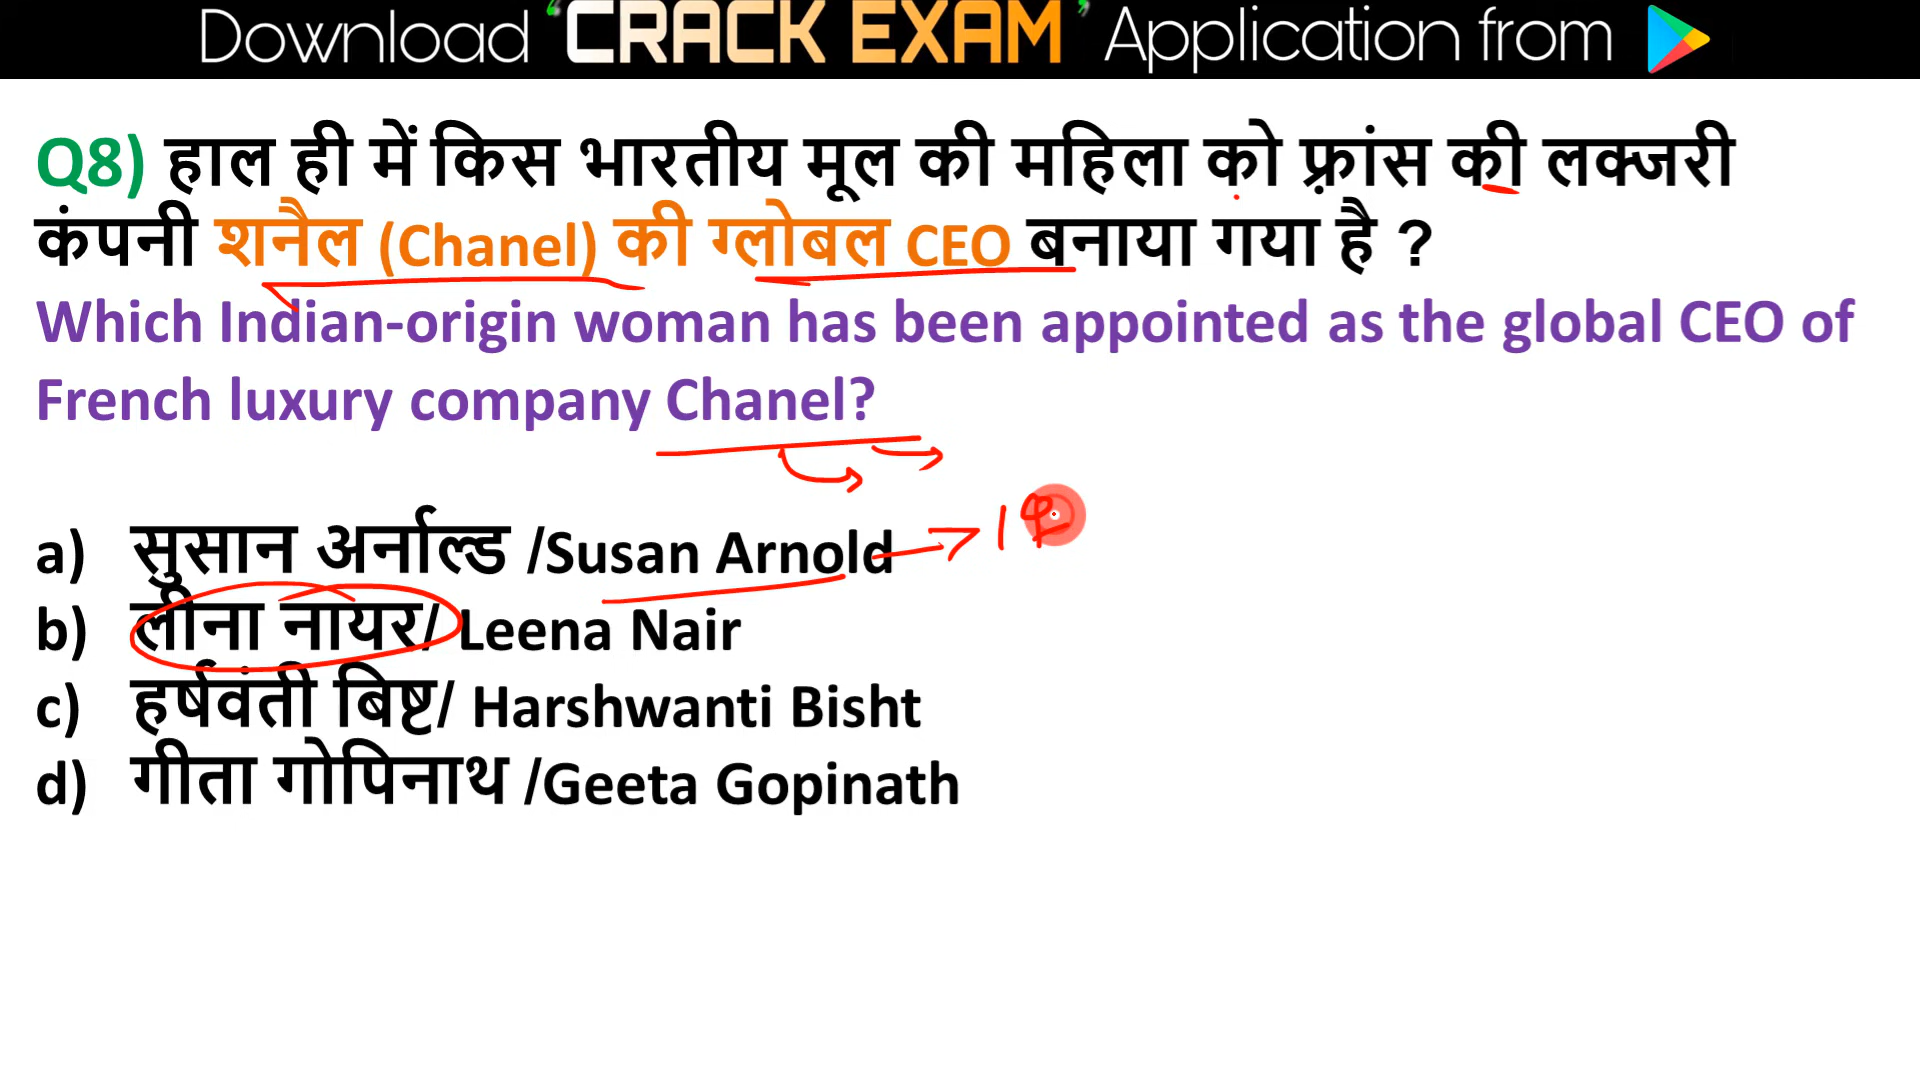 Download ‘CRACK EXAM’ Application from
Q8) हाल ही में किस भारतीय मूल की महिला को फ़्रांस की लक्जरी
कंपनी शनैल (Chanel) की ग्लोबल CEO बनाया गया है ?
Which Indian-origin woman has been appointed as the global CEO of
French luxury company Chanel?
a) सुसान अर्नाल्ड /Susan Arnold
b) लीना नायर/ Leena Nair
c) हर्षवंती बिष्ट/ Harshwanti Bisht
d) गीता गोपिनाथ /Geeta Gopinath